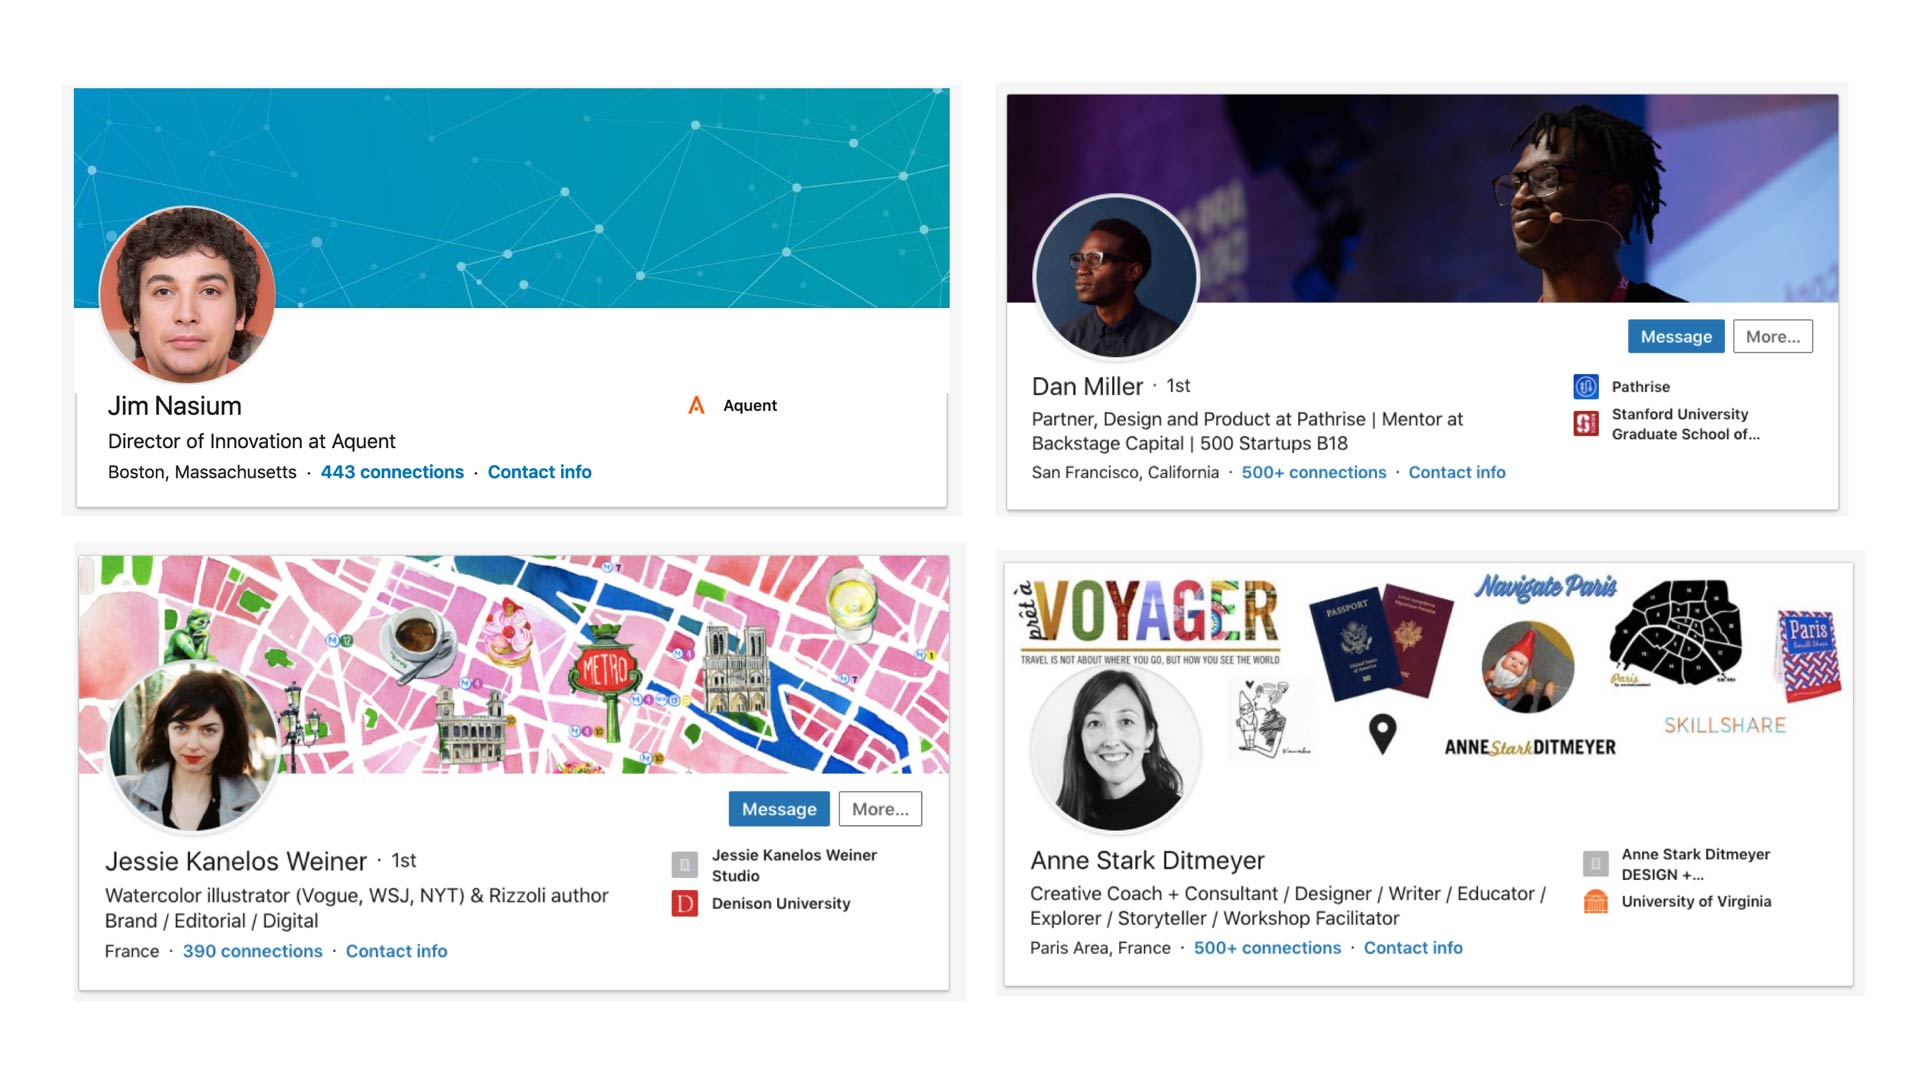 Jim Nasium
Director of Innovation at Aquent
Boston, Massachusetts · 443 connections · Contact info
Aquent
Message
More...
Dan Miller · 1st
Partner, Design and Product at Pathrise | Mentor at
Backstage Capital | 500 Startups B18
San Francisco, California · 500+ connections · Contact info
Pathrise
Stanford University
Graduate School of...
METRO
Message
More...
Jessie Kanelos Weiner · 1st
Watercolor illustrator (Vogue, WSJ, NYT) & Rizzoli author
Brand / Editorial / Digital
France · 390 connections · Contact info
Jessie Kanelos Weiner
Studio
D
Denison University
prêt à
VOYAGER
TRAVEL IS NOT ABOUT WHERE YOU GO, BUT HOW YOU SEE THE WORLD
PASSPORT
United States
of America
Navigate Paris
Paris
Paris
SKILLSHARE
ANNE Stark DITMEYER
Anne Stark Ditmeyer
Creative Coach + Consultant / Designer / Writer / Educator /
Explorer / Storyteller / Workshop Facilitator
Paris Area, France · 500+ connections · Contact info
Anne Stark Ditmeyer
DESIGN +...
University of Virginia